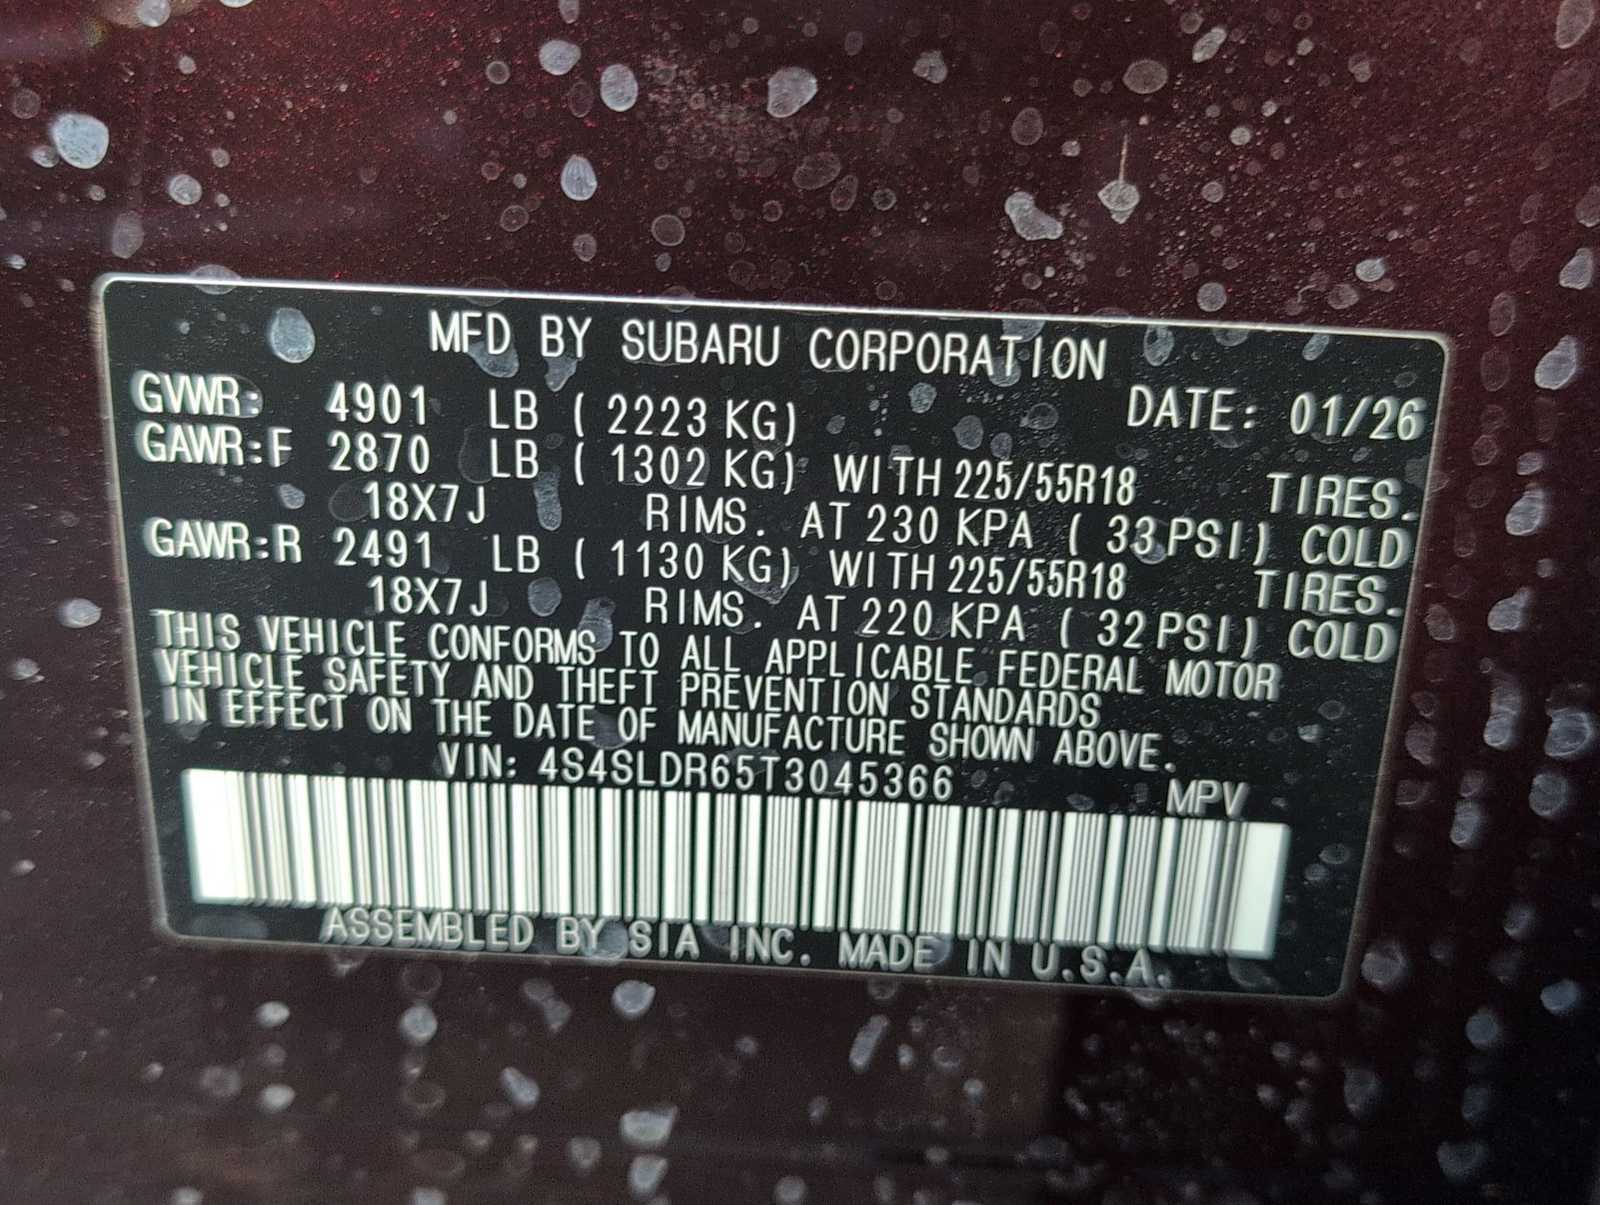 MFD BY SUBARU CORPORATION
GVWR: 4901 LB ( 2223 KG) DATE: 01/26
GAWR:F 2870 LB ( 1302 KG) WITH 225/55R18 TIRES.
18X7J RIMS. AT 230 KPA ( 33 PSI) COLD
GAWR:R 2491 LB ( 1130 KG) WITH 225/55R18 TIRES.
18X7J RIMS. AT 220 KPA ( 32 PSI) COLD
THIS VEHICLE CONFORMS TO ALL APPLICABLE FEDERAL MOTOR
VEHICLE SAFETY AND THEFT PREVENTION STANDARDS
IN EFFECT ON THE DATE OF MANUFACTURE SHOWN ABOVE.
VIN: 4S4SLDR65T3045366 MPV
ASSEMBLED BY SIA INC. MADE IN U.S.A.